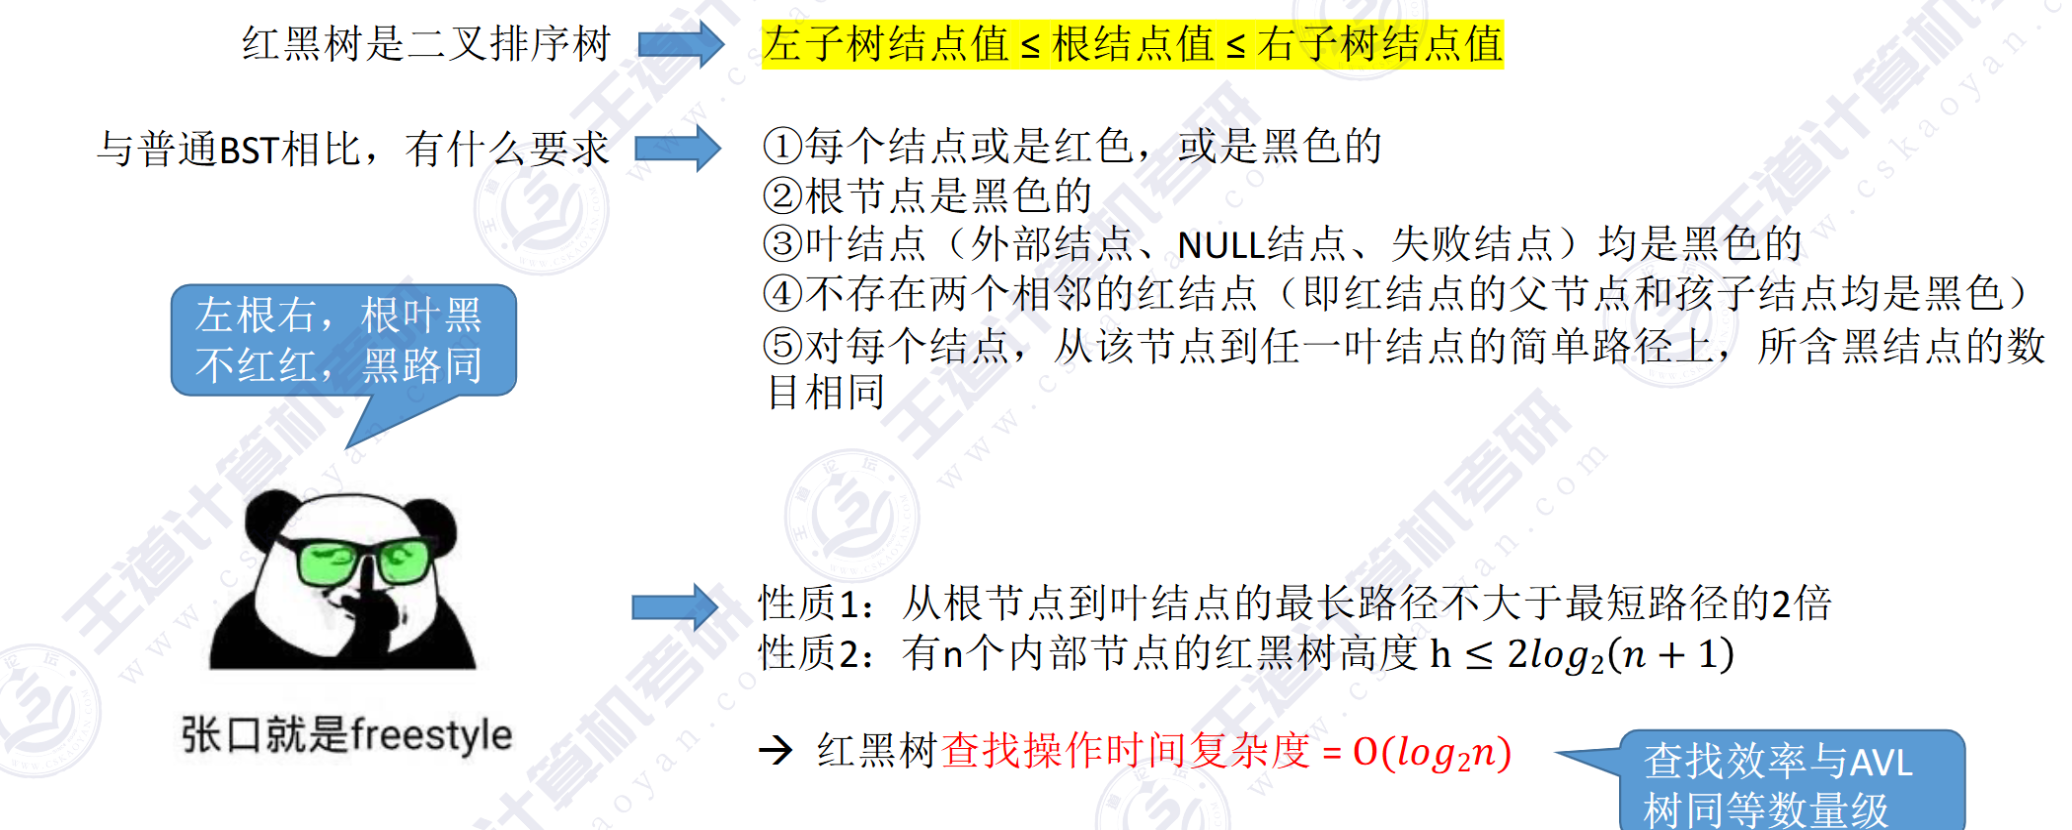 红黑树是二叉排序树
左子树结点值 ≤ 根结点值 ≤ 右子树结点值
与普通BST相比，有什么要求
①每个结点或是红色，或是黑色的
②根节点是黑色的
③叶结点（外部结点、NULL结点、失败结点）均是黑色的
④不存在两个相邻的红结点（即红结点的父节点和孩子结点均是黑色）
⑤对每个结点，从该节点到任一叶结点的简单路径上，所含黑结点的数
目相同
左根右，根叶黑
不红红，黑路同
张口就是freestyle
性质1：从根节点到叶结点的最长路径不大于最短路径的2倍
性质2：有n个内部节点的红黑树高度 h ≤ 2log₂(n + 1)
→ 红黑树查找操作时间复杂度 = O(log₂n)
查找效率与AVL
树同等数量级
王道计算机考研
www.cskaoyan.com